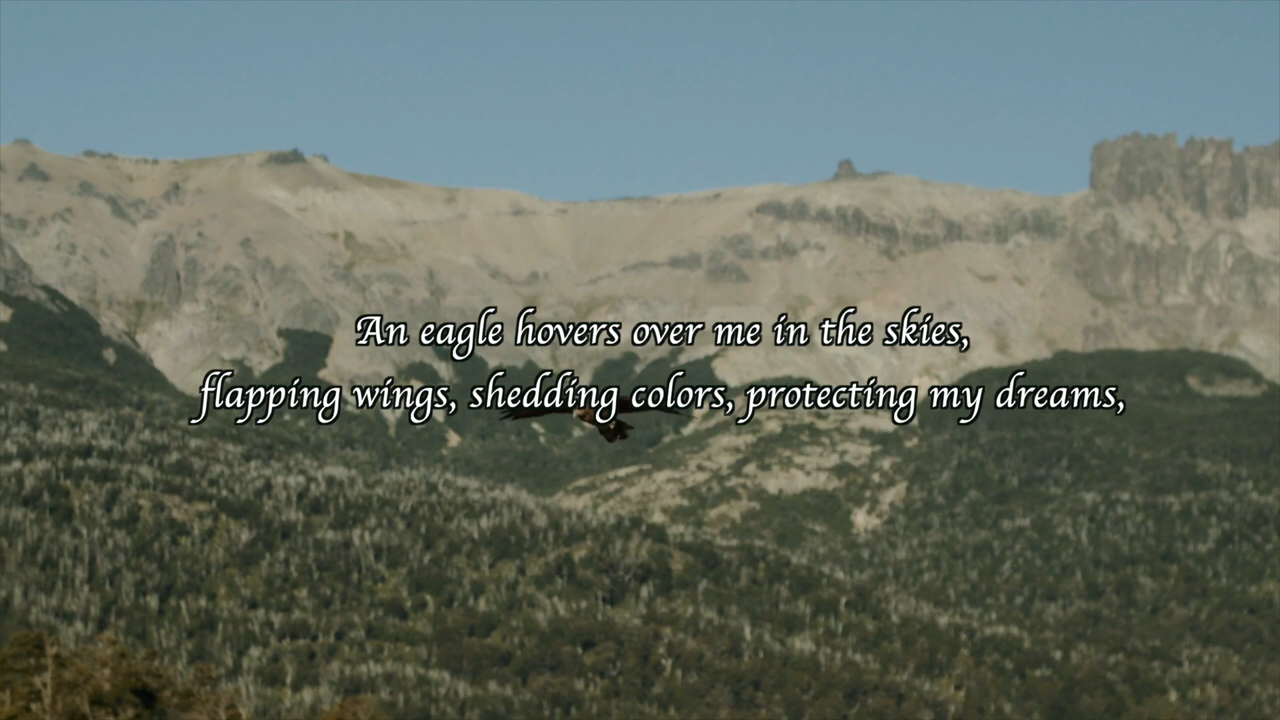 An eagle hovers over me in the skies,
flapping wings, shedding colors, protecting my dreams,